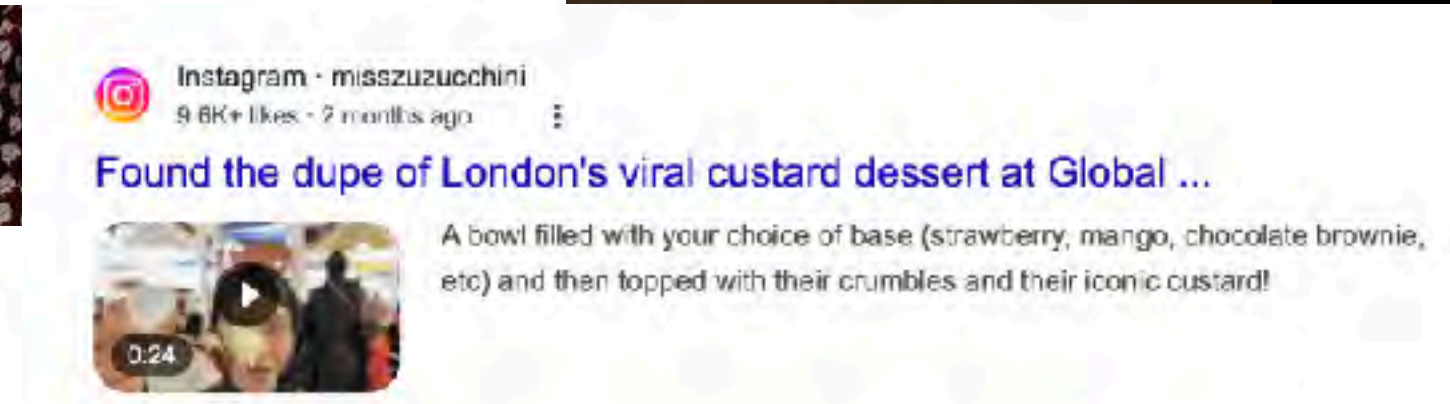 Instagram · misszuzucchini
9.6K+ likes · 2 months ago
Found the dupe of London's viral custard dessert at Global ...
A bowl filled with your choice of base (strawberry, mango, chocolate brownie,
etc) and then topped with their crumbles and their iconic custard!
0:24